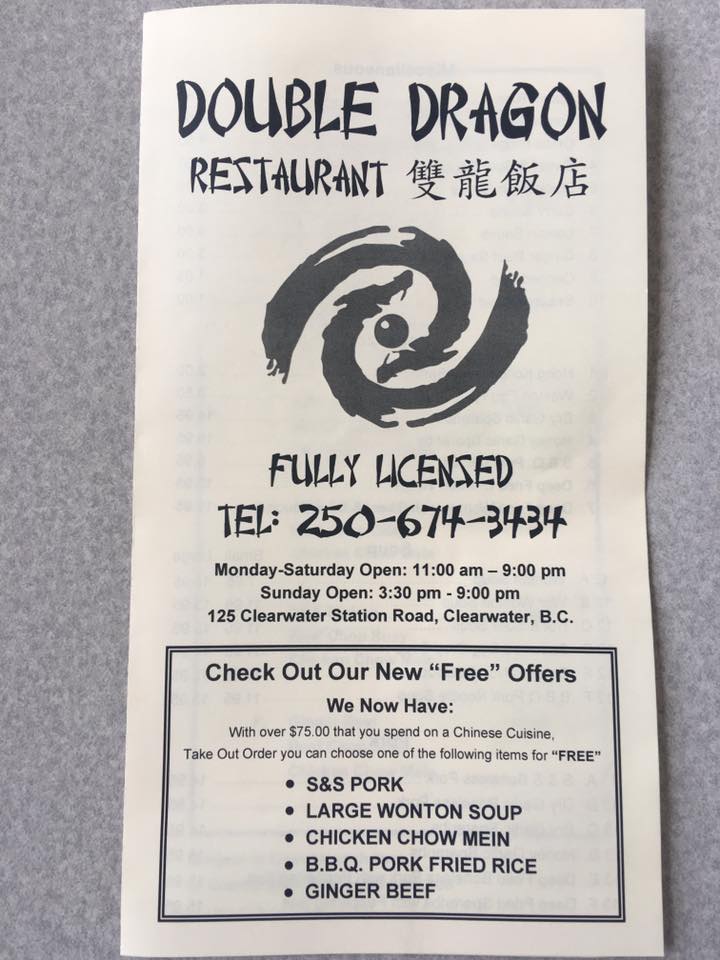 DOUBLE DRAGON
RESTAURANT 雙龍飯店
FULLY LICENSED
TEL: 250-674-3434
Monday-Saturday Open: 11:00 am – 9:00 pm
Sunday Open: 3:30 pm - 9:00 pm
125 Clearwater Station Road, Clearwater, B.C.
Check Out Our New “Free” Offers
We Now Have:
With over $75.00 that you spend on a Chinese Cuisine,
Take Out Order you can choose one of the following items for “FREE”
• S&S PORK
• LARGE WONTON SOUP
• CHICKEN CHOW MEIN
• B.B.Q. PORK FRIED RICE
• GINGER BEEF